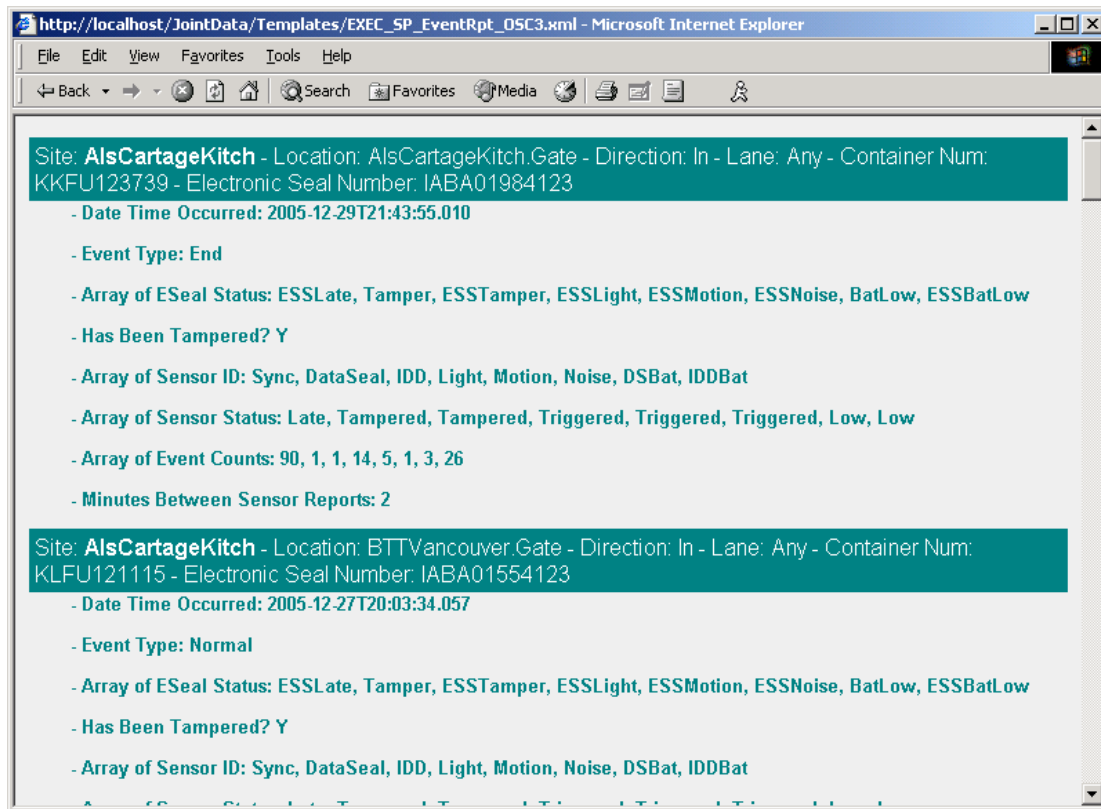 http://localhost/JointData/Templates/EXEC_SP_EventRpt_OSC3.xml - Microsoft Internet Explorer
File Edit View Favorites Tools Help
Back Search Favorites Media
Site: AlsCartageKitch - Location: AlsCartageKitch.Gate - Direction: In - Lane: Any - Container Num:
KKFU123739 - Electronic Seal Number: IABA01984123
- Date Time Occurred: 2005-12-29T21:43:55.010
- Event Type: End
- Array of ESeal Status: ESSLate, Tamper, ESSTamper, ESSLight, ESSMotion, ESSNoise, BatLow, ESSBatLow
- Has Been Tampered? Y
- Array of Sensor ID: Sync, DataSeal, IDD, Light, Motion, Noise, DSBat, IDDBat
- Array of Sensor Status: Late, Tampered, Tampered, Triggered, Triggered, Triggered, Low, Low
- Array of Event Counts: 90, 1, 1, 14, 5, 1, 3, 26
- Minutes Between Sensor Reports: 2
Site: AlsCartageKitch - Location: BTTVancouver.Gate - Direction: In - Lane: Any - Container Num:
KLFU121115 - Electronic Seal Number: IABA01554123
- Date Time Occurred: 2005-12-27T20:03:34.057
- Event Type: Normal
- Array of ESeal Status: ESSLate, Tamper, ESSTamper, ESSLight, ESSMotion, ESSNoise, BatLow, ESSBatLow
- Has Been Tampered? Y
- Array of Sensor ID: Sync, DataSeal, IDD, Light, Motion, Noise, DSBat, IDDBat